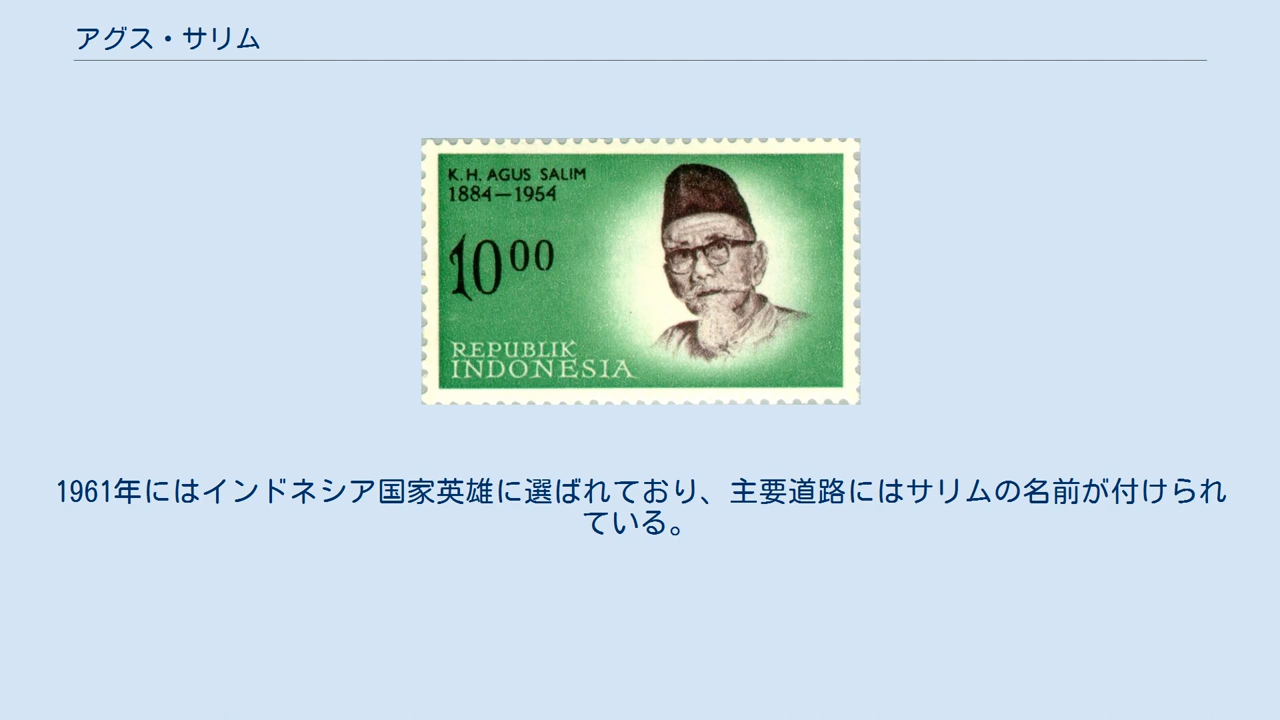 アグス・サリム
K. H. AGUS SALIM
1884—1954
10⁰⁰
REPUBLIK
INDONESIA
1961年にはインドネシア国家英雄に選ばれており、主要道路にはサリムの名前が付けられ
ている。